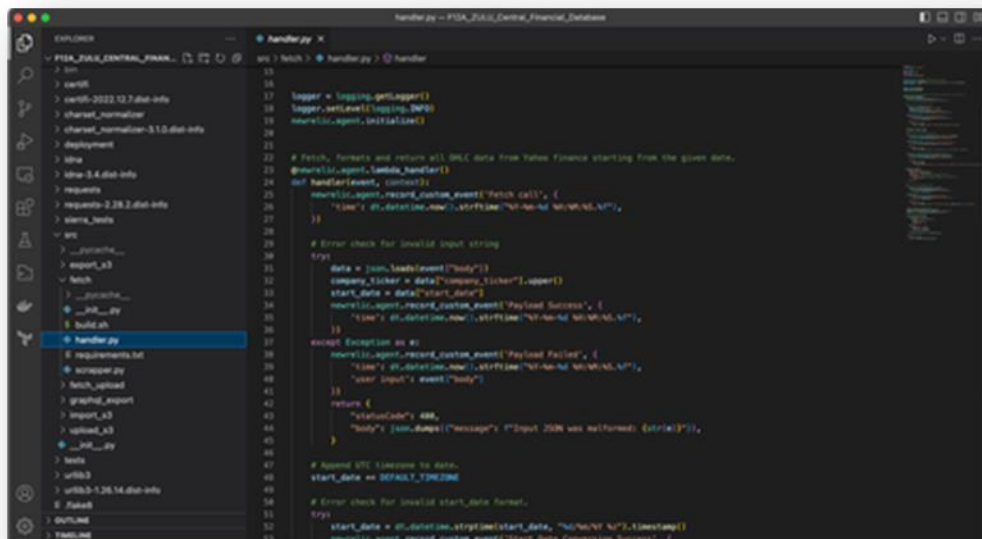 handler.py — F12A_ZULU_Central_Financial_Database
EXPLORER
handler.py ×
F12A_ZULU_CENTRAL_FINAN...
src > fetch > handler.py > handler
bin
certifi
certifi-2022.12.7.dist-info
charset_normalizer
charset_normalizer-3.1.0.dist-info
deployment
idna
idna-3.4.dist-info
requests
requests-2.28.2.dist-info
sierra_tests
src
__pycache__
export_s3
fetch
__pycache__
__init__.py
$ build.sh
handler.py
requirements.txt
scrapper.py
fetch_upload
graphql_export
import_s3
upload_s3
__init__.py
tests
urllib3
urllib3-1.26.14.dist-info
.flake8
OUTLINE
TIMELINE
15
16
17 logger = logging.getLogger()
18 logger.setLevel(logging.INFO)
19 newrelic.agent.initialize()
20
21
22 # Fetch, formats and return all OHLC data from Yahoo finance starting from the given date.
23 @newrelic.agent.lambda_handler()
24 def handler(event, context):
25 newrelic.agent.record_custom_event('Fetch call', {
26 'time': dt.datetime.now().strftime("%Y-%m-%d %H:%M:%S.%f"),
27 })
28
29 # Error check for invalid input string
30 try:
31 data = json.loads(event["body"])
32 company_ticker = data["company_ticker"].upper()
33 start_date = data["start_date"]
34 newrelic.agent.record_custom_event('Payload Success', {
35 'time': dt.datetime.now().strftime("%Y-%m-%d %H:%M:%S.%f"),
36 })
37 except Exception as e:
38 newrelic.agent.record_custom_event('Payload Failed', {
39 'time': dt.datetime.now().strftime("%Y-%m-%d %H:%M:%S.%f"),
40 'user input': event["body"]
41 })
42 return {
43 "statusCode": 400,
44 "body": json.dumps({"message": f"Input JSON was malformed: {str(e)}"}),
45 }
46
47 # Append UTC timezone to date.
48 start_date += DEFAULT_TIMEZONE
49
50 # Error check for invalid start_date format.
51 try:
52 start_date = dt.datetime.strptime(start_date, "%d/%m/%Y %z").timestamp()